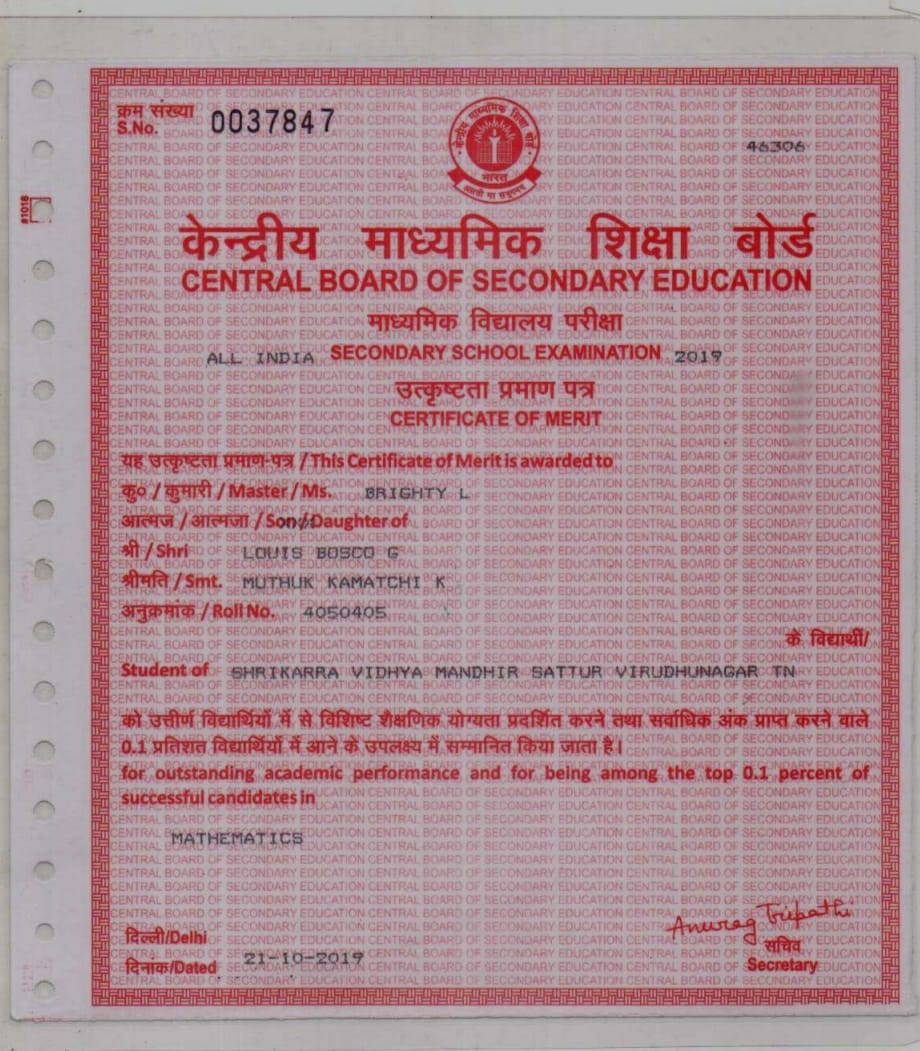 क्रम संख्या
S.No. 0037847
केन्द्रीय माध्यमिक शिक्षा बोर्ड
भारत
असतो मा सद्गमय
46306
केन्द्रीय माध्यमिक शिक्षा बोर्ड
CENTRAL BOARD OF SECONDARY EDUCATION
माध्यमिक विद्यालय परीक्षा
ALL INDIA SECONDARY SCHOOL EXAMINATION 2019
उत्कृष्टता प्रमाण पत्र
CERTIFICATE OF MERIT
यह उत्कृष्टता प्रमाण-पत्र / This Certificate of Merit is awarded to
कु० / कुमारी / Master / Ms. BRIGHTY L
आत्मज / आत्मजा / Son / Daughter of
श्री / Shri LOUIS BOSCO G
श्रीमति / Smt. MUTHUK KAMATCHI K
अनुक्रमांक / Roll No. 4050405
के विद्यार्थी/
Student of SHRIKARRA VIDHYA MANDHIR SATTUR VIRUDHUNAGAR TN
को उत्तीर्ण विद्यार्थियों में से विशिष्ट शैक्षणिक योग्यता प्रदर्शित करने तथा सर्वाधिक अंक प्राप्त करने वाले
0.1 प्रतिशत विद्यार्थियों में आने के उपलक्ष्य में सम्मानित किया जाता है।
for outstanding academic performance and for being among the top 0.1 percent of
successful candidates in
MATHEMATICS
Anurag Tripathi
दिल्ली/Delhi
सचिव
दिनांक/Dated 21-10-2019
Secretary